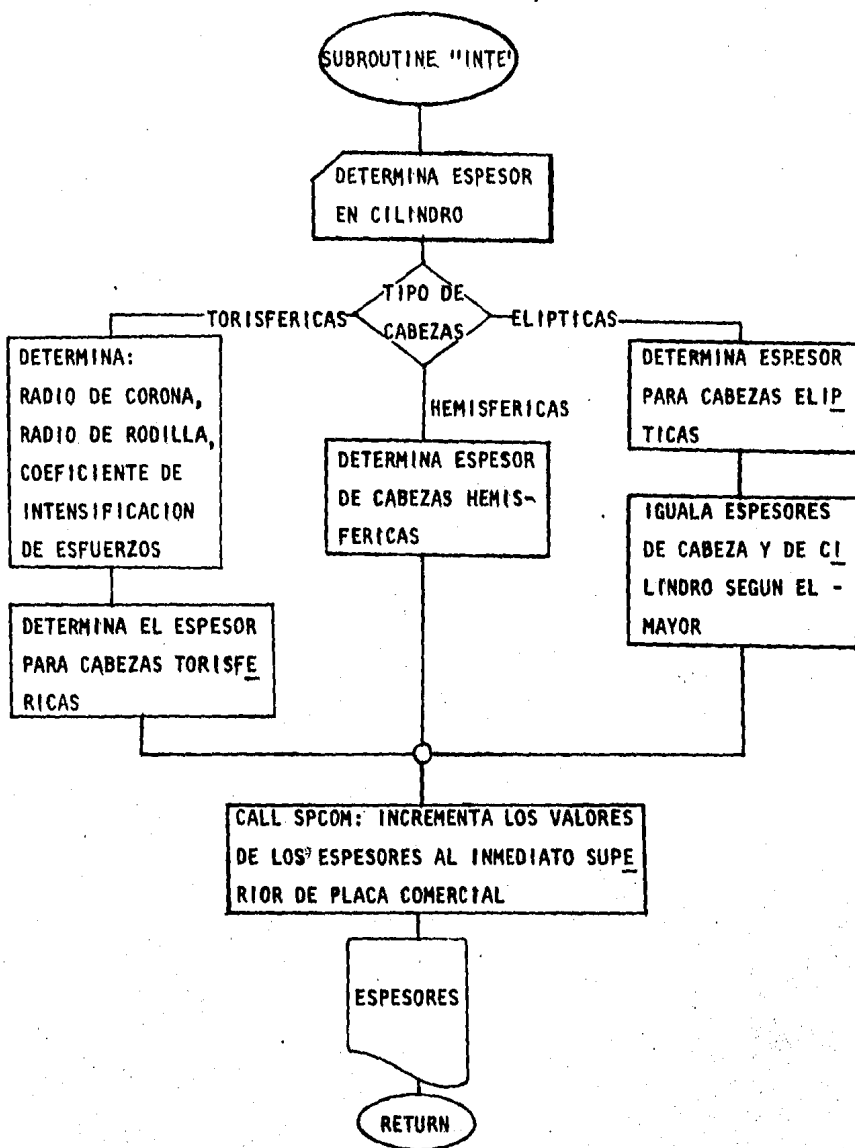 SUBROUTINE "INTE'
DETERMINA ESPESOR
EN CILINDRO
TIPO DE
CABEZAS
TORISFERICAS
ELIPTICAS
HEMISFERICAS
DETERMINA:
RADIO DE CORONA,
RADIO DE RODILLA,
COEFICIENTE DE
INTENSIFICACION
DE ESFUERZOS
DETERMINA EL ESPESOR
PARA CABEZAS TORISFE
RICAS
DETERMINA ESPESOR
DE CABEZAS HEMIS-
FERICAS
DETERMINA ESPESOR
PARA CABEZAS ELIP
TICAS
IGUALA ESPESORES
DE CABEZA Y DE CI
LINDRO SEGUN EL -
MAYOR
CALL SPCOM: INCREMENTA LOS VALORES
DE LOS ESPESORES AL INMEDIATO SUPE
RIOR DE PLACA COMERCIAL
ESPESORES
RETURN